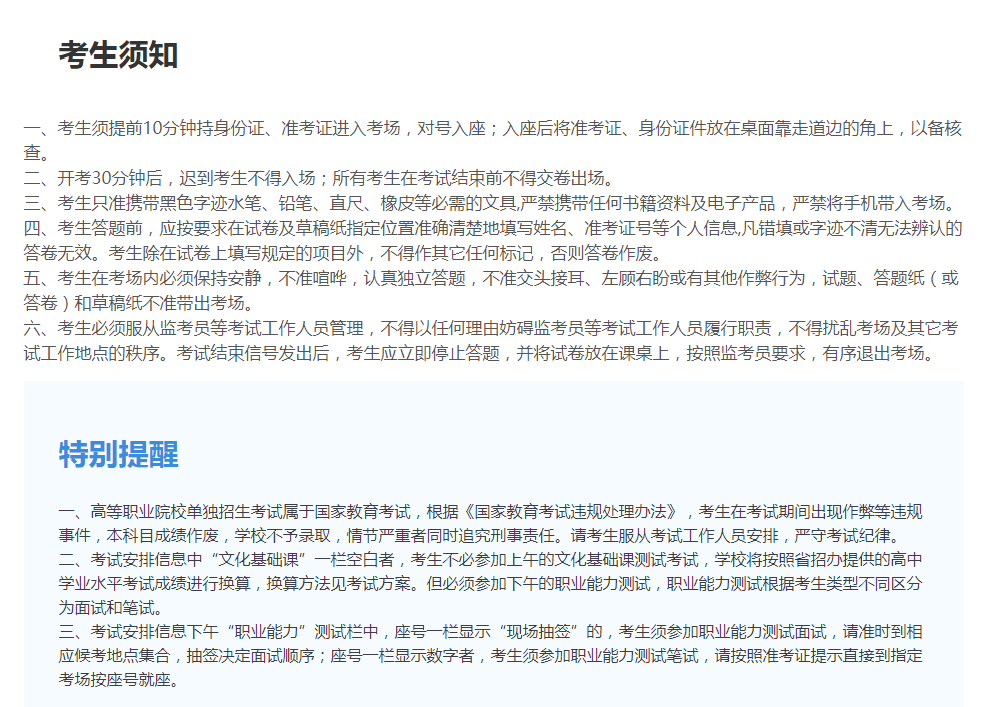 考生须知
一、考生须提前10分钟持身份证、准考证进入考场，对号入座；入座后将准考证、身份证件放在桌面靠走道边的角上，以备核
查。
二、开考30分钟后，迟到考生不得入场；所有考生在考试结束前不得交卷出场。
三、考生只准携带黑色字迹水笔、铅笔、直尺、橡皮等必需的文具,严禁携带任何书籍资料及电子产品，严禁将手机带入考场。
四、考生答题前，应按要求在试卷及草稿纸指定位置准确清楚地填写姓名、准考证号等个人信息,凡错填或字迹不清无法辨认的
答卷无效。考生除在试卷上填写规定的项目外，不得作其它任何标记，否则答卷作废。
五、考生在考场内必须保持安静，不准喧哗，认真独立答题，不准交头接耳、左顾右盼或有其他作弊行为，试题、答题纸（或
答卷）和草稿纸不准带出考场。
六、考生必须服从监考员等考试工作人员管理，不得以任何理由妨碍监考员等考试工作人员履行职责，不得扰乱考场及其它考
试工作地点的秩序。考试结束信号发出后，考生应立即停止答题，并将试卷放在课桌上，按照监考员要求，有序退出考场。
特别提醒
一、高等职业院校单独招生考试属于国家教育考试，根据《国家教育考试违规处理办法》，考生在考试期间出现作弊等违规
事件，本科目成绩作废，学校不予录取，情节严重者同时追究刑事责任。请考生服从考试工作人员安排，严守考试纪律。
二、考试安排信息中“文化基础课”一栏空白者，考生不必参加上午的文化基础课测试考试，学校将按照省招办提供的高中
学业水平考试成绩进行换算，换算方法见考试方案。但必须参加下午的职业能力测试，职业能力测试根据考生类型不同区分
为面试和笔试。
三、考试安排信息下午“职业能力”测试栏中，座号一栏显示“现场抽签”的，考生须参加职业能力测试面试，请准时到相
应候考地点集合，抽签决定面试顺序；座号一栏显示数字者，考生须参加职业能力测试笔试，请按照准考证提示直接到指定
考场按座号就座。